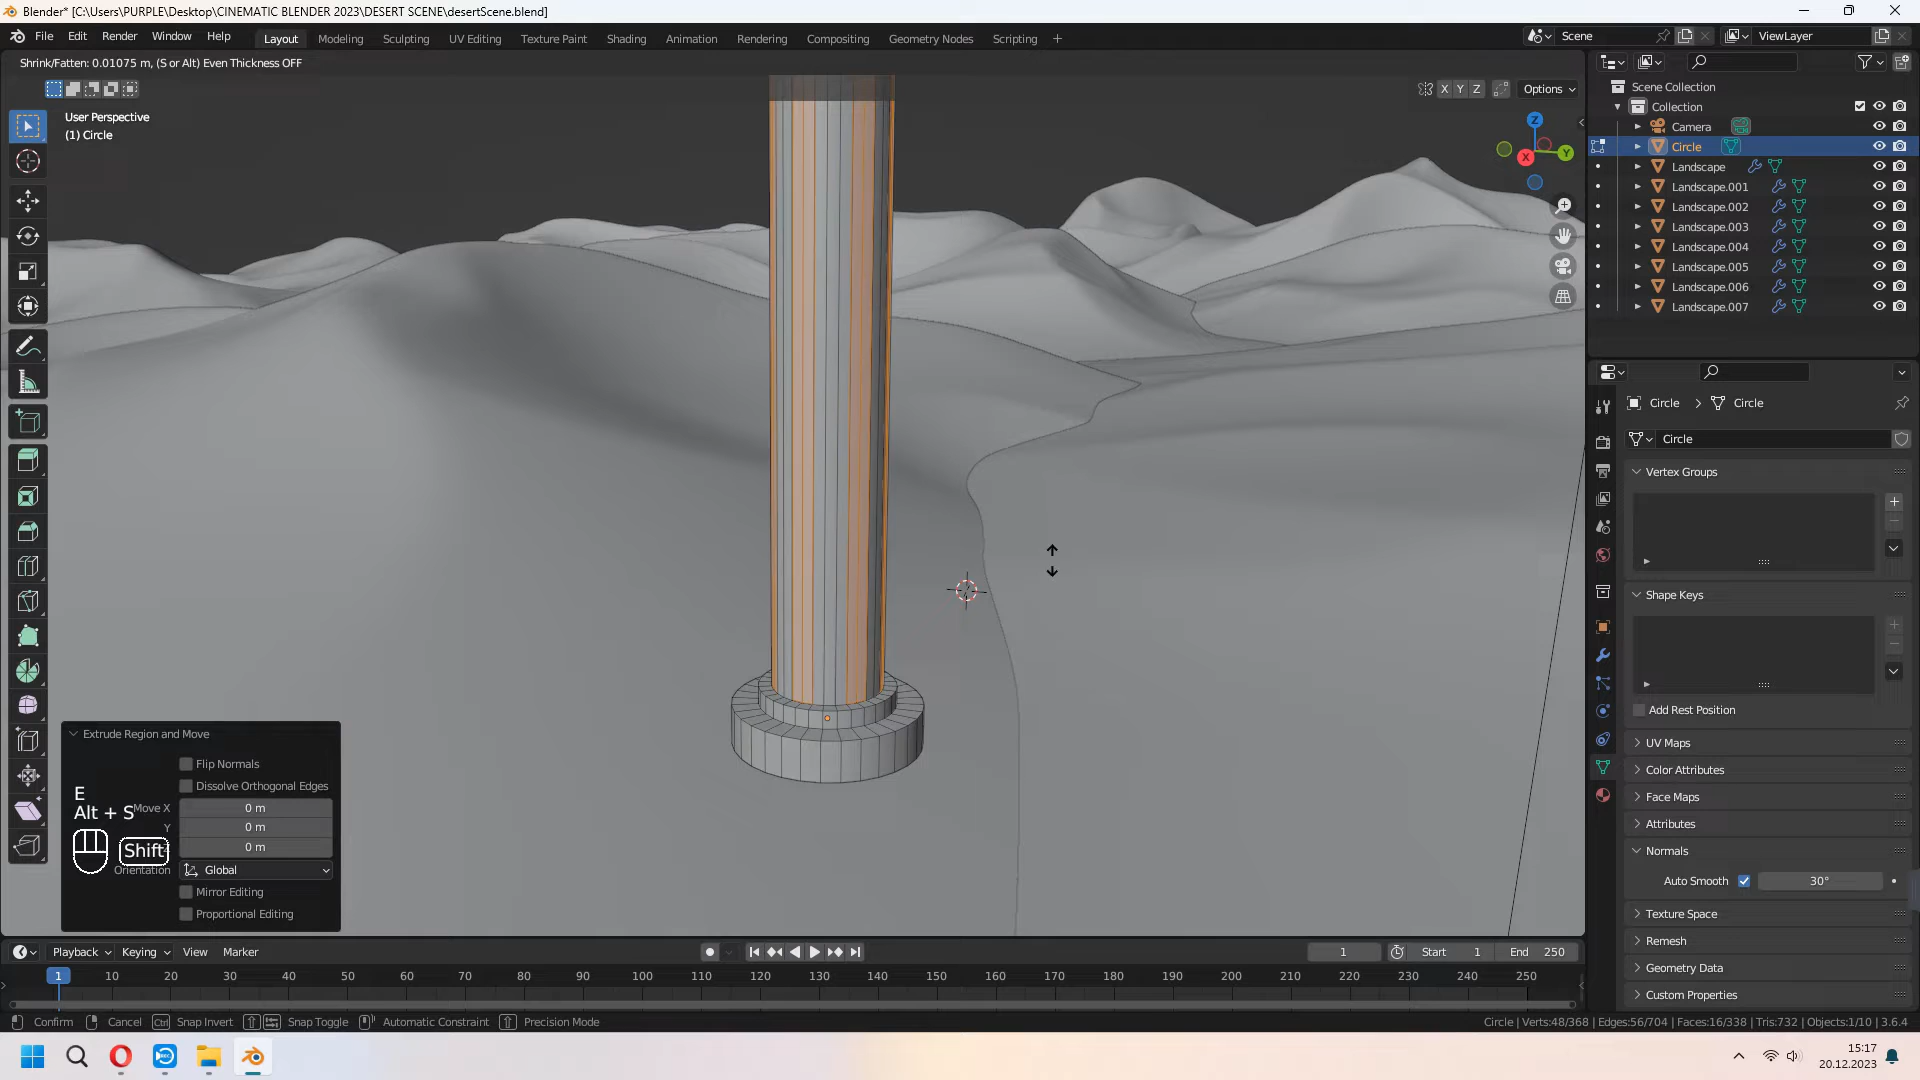 Blender* [C:\Users\PURPLE\Desktop\CINEMATIC BLENDER 2023\DESERT SCENE\desertScene.blend]
File Edit Render Window Help Layout Modeling Sculpting UV Editing Texture Paint Shading Animation Rendering Compositing Geometry Nodes Scripting + Scene ViewLayer
Shrink/Fatten: 0.01075 m, (S or Alt) Even Thickness OFF
X Y Z Options
User Perspective
(1) Circle
Z
Y
X
Scene Collection
Collection
Camera
Circle
Landscape
Landscape.001
Landscape.002
Landscape.003
Landscape.004
Landscape.005
Landscape.006
Landscape.007
Circle > Circle
Circle
Vertex Groups
Shape Keys
Add Rest Position
UV Maps
Color Attributes
Face Maps
Attributes
Normals
Auto Smooth 30°
Texture Space
Remesh
Geometry Data
Custom Properties
Extrude Region and Move
Flip Normals
Dissolve Orthogonal Edges
E
Alt + S
Shift
Move X 0 m
Y 0 m
0 m
Orientation Global
Mirror Editing
Proportional Editing
Playback Keying View Marker 1 Start 1 End 250
1 10 20 30 40 50 60 70 80 90 100 110 120 130 140 150 160 170 180 190 200 210 220 230 240 250
Confirm Cancel Ctrl Snap Invert Snap Toggle Automatic Constraint Precision Mode Circle | Verts:48/368 | Edges:56/704 | Faces:16/338 | Tris:732 | Objects:1/10 | 3.6.4
15:17
20.12.2023